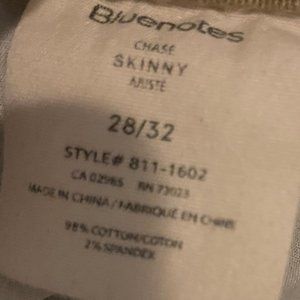 Bluenotes
CHASE
SKINNY
AJUSTÉ
28/32
STYLE# 811-1602
CA 02965 RN 73023
MADE IN CHINA / FABRIQUÉ EN CHINE
98% COTTON/COTON
2% SPANDEX